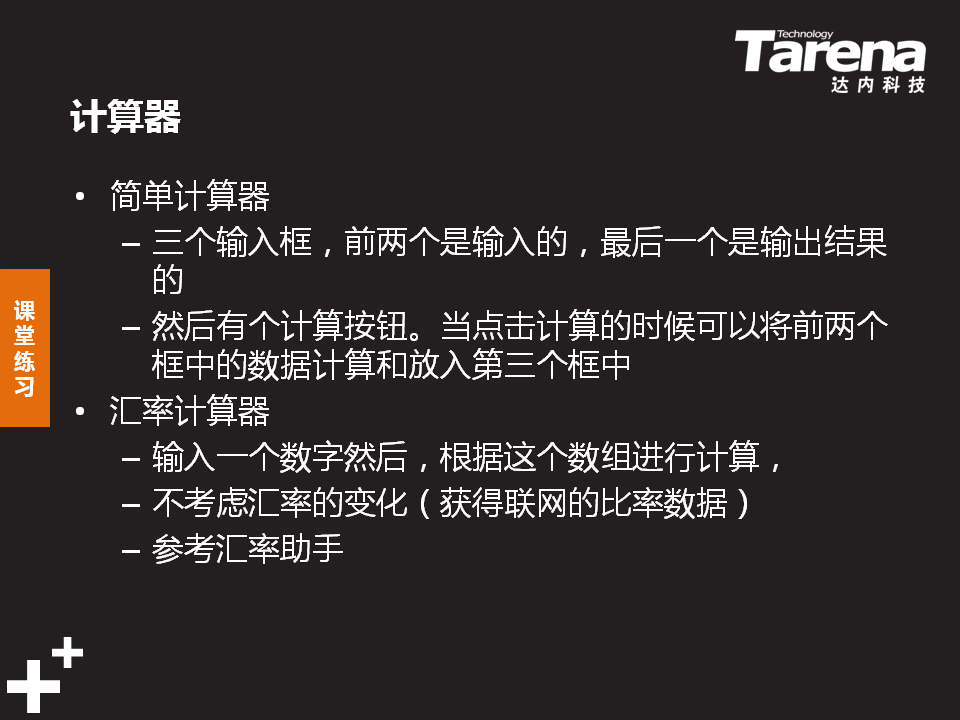 Technology
Tarena
达内科技
计算器
• 简单计算器
– 三个输入框，前两个是输入的，最后一个是输出结果
的
– 然后有个计算按钮。当点击计算的时候可以将前两个
框中的数据计算和放入第三个框中
• 汇率计算器
– 输入一个数字然后，根据这个数组进行计算，
– 不考虑汇率的变化（获得联网的比率数据）
– 参考汇率助手
课堂练习